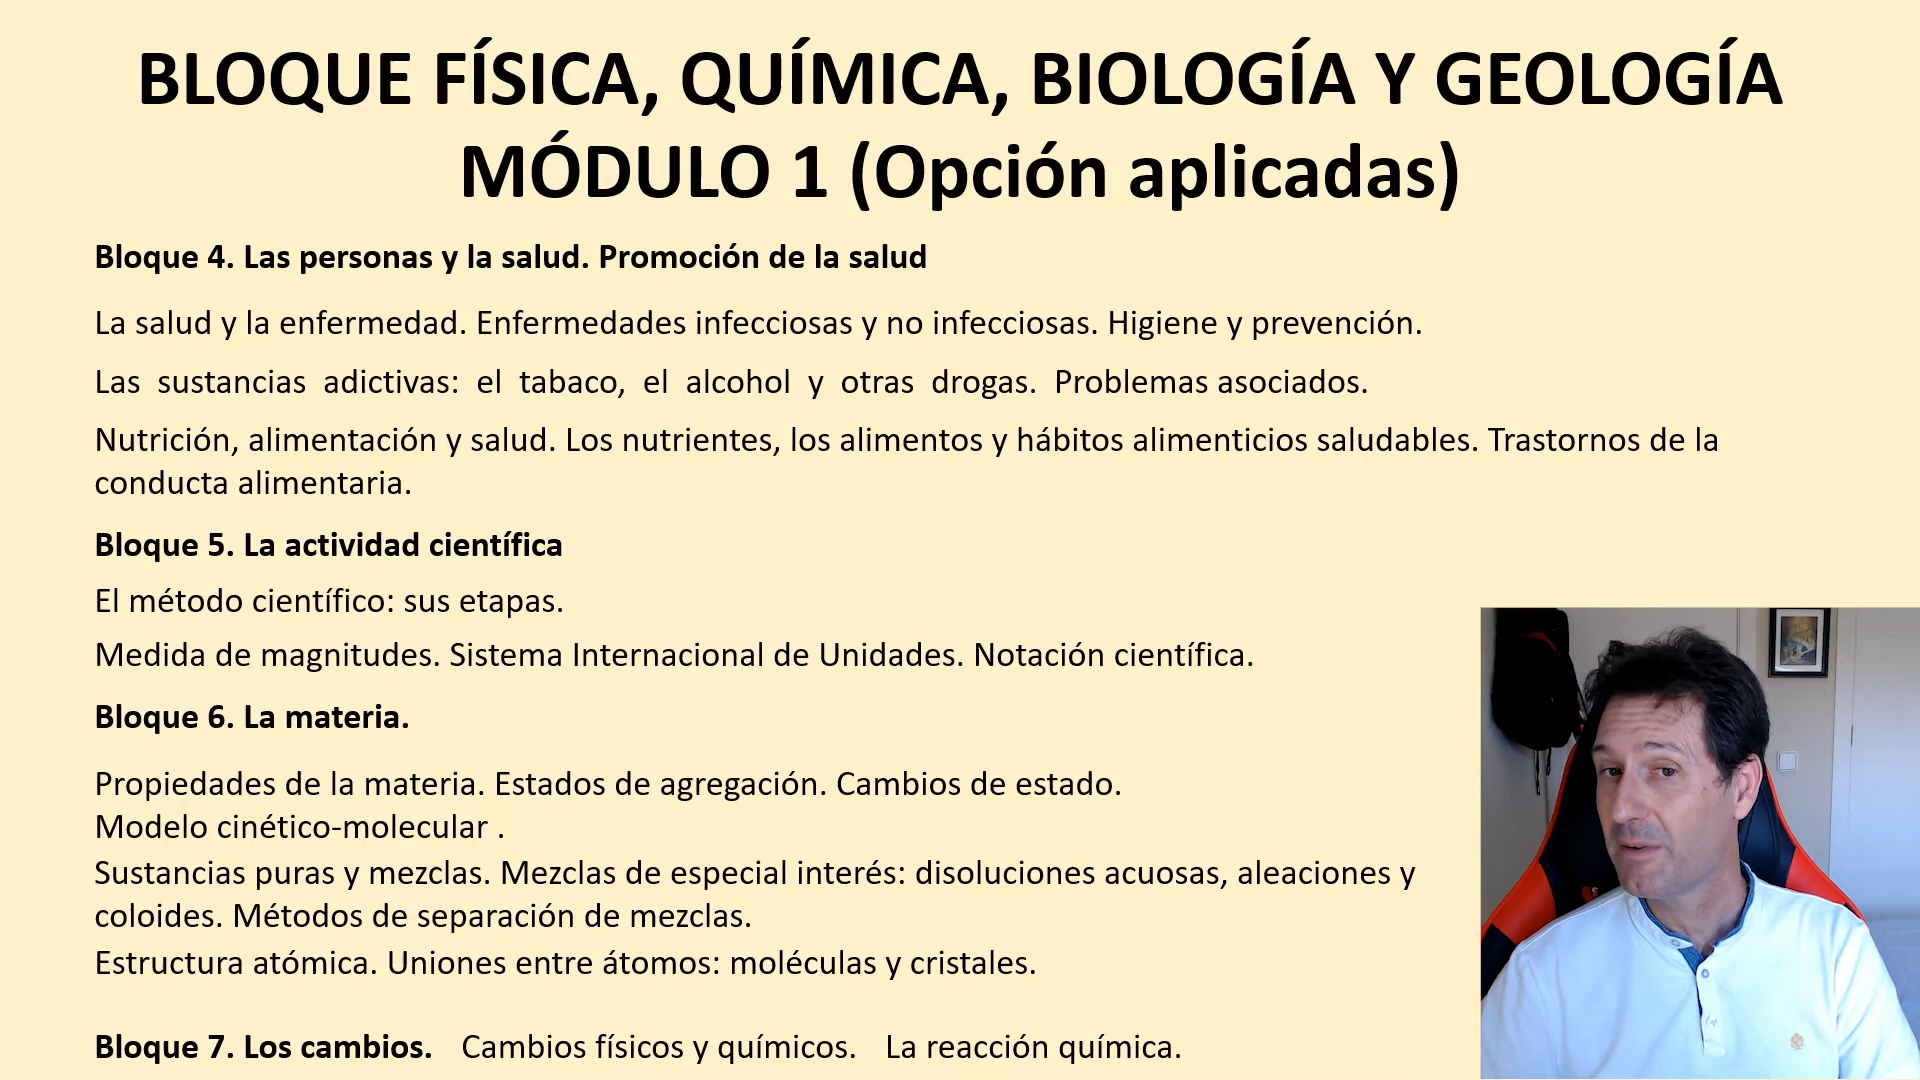 BLOQUE FÍSICA, QUÍMICA, BIOLOGÍA Y GEOLOGÍA
MÓDULO 1 (Opción aplicadas)
Bloque 4. Las personas y la salud. Promoción de la salud
La salud y la enfermedad. Enfermedades infecciosas y no infecciosas. Higiene y prevención.
Las sustancias adictivas: el tabaco, el alcohol y otras drogas. Problemas asociados.
Nutrición, alimentación y salud. Los nutrientes, los alimentos y hábitos alimenticios saludables. Trastornos de la
conducta alimentaria.
Bloque 5. La actividad científica
El método científico: sus etapas.
Medida de magnitudes. Sistema Internacional de Unidades. Notación científica.
Bloque 6. La materia.
Propiedades de la materia. Estados de agregación. Cambios de estado.
Modelo cinético-molecular .
Sustancias puras y mezclas. Mezclas de especial interés: disoluciones acuosas, aleaciones y
coloides. Métodos de separación de mezclas.
Estructura atómica. Uniones entre átomos: moléculas y cristales.
Bloque 7. Los cambios. Cambios físicos y químicos. La reacción química.